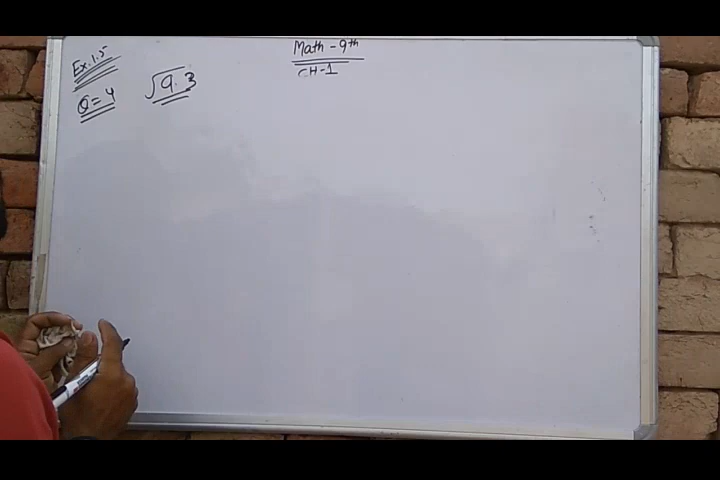 Math - 9th
CH-1
Ex. 1.5
Q = 4 √9.3